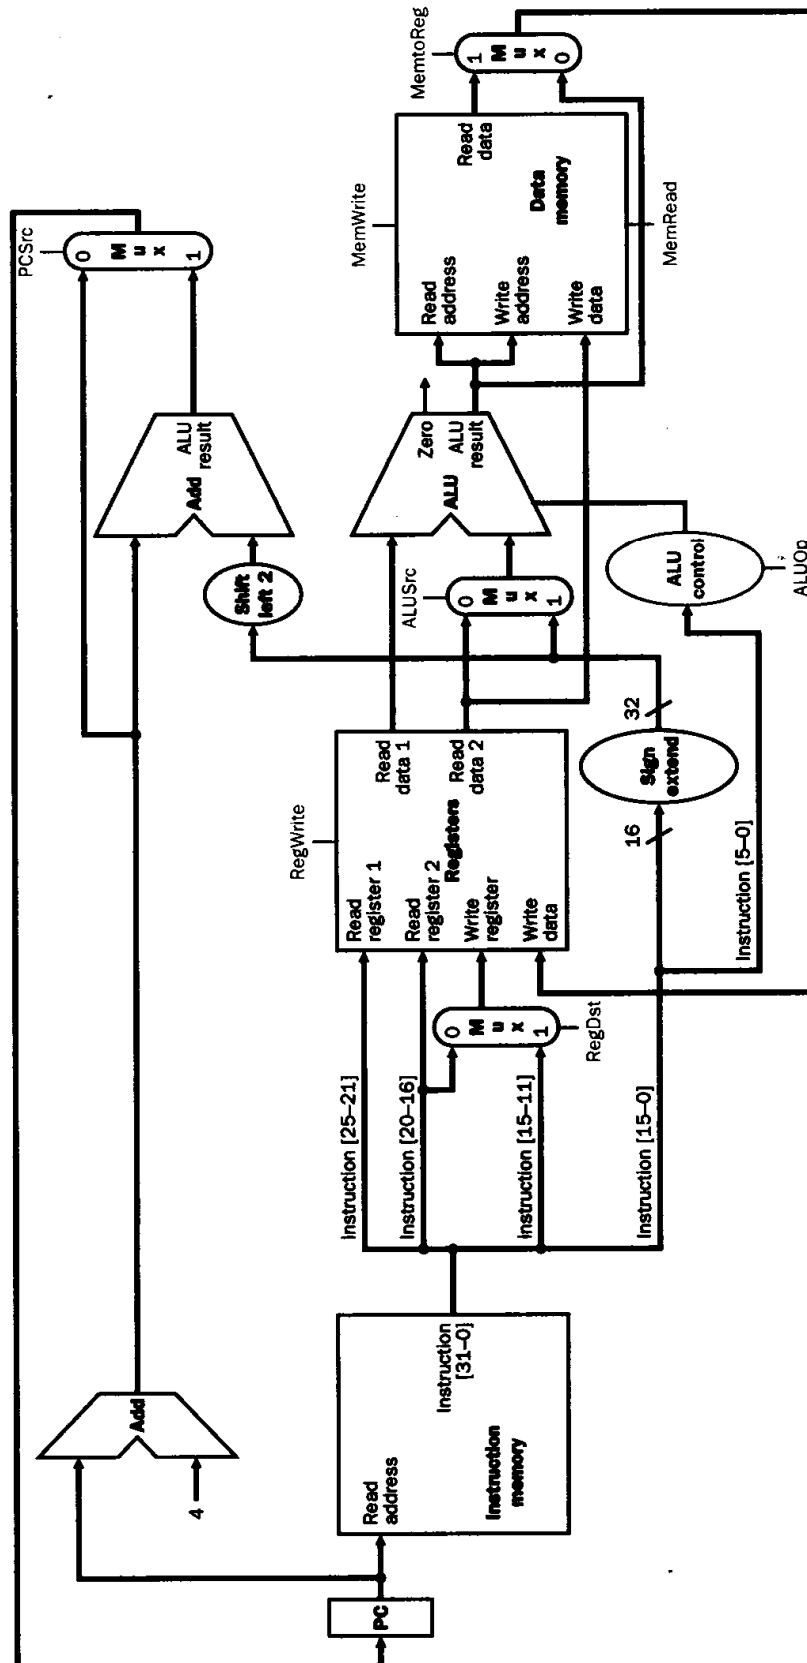 PCSrc
0
M
u
x
1
Add
ALU
result
Shift
left 2
Add
4
PC
Read
address
Instruction
[31–0]
Instruction
memory
Instruction [25–21]
Instruction [20–16]
Instruction [15–11]
Instruction [15–0]
Instruction [5–0]
0
M
u
x
1
RegDst
RegWrite
Read
register 1
Read
register 2
Registers
Write
register
Write
data
Read
data 1
Read
data 2
16
Sign
extend
32
ALUSrc
0
M
u
x
1
Zero
ALU
ALU
result
ALU
control
ALUOp
MemWrite
Read
address
Write
address
Write
data
Read
data
Data
memory
MemRead
MemtoReg
1
M
u
x
0